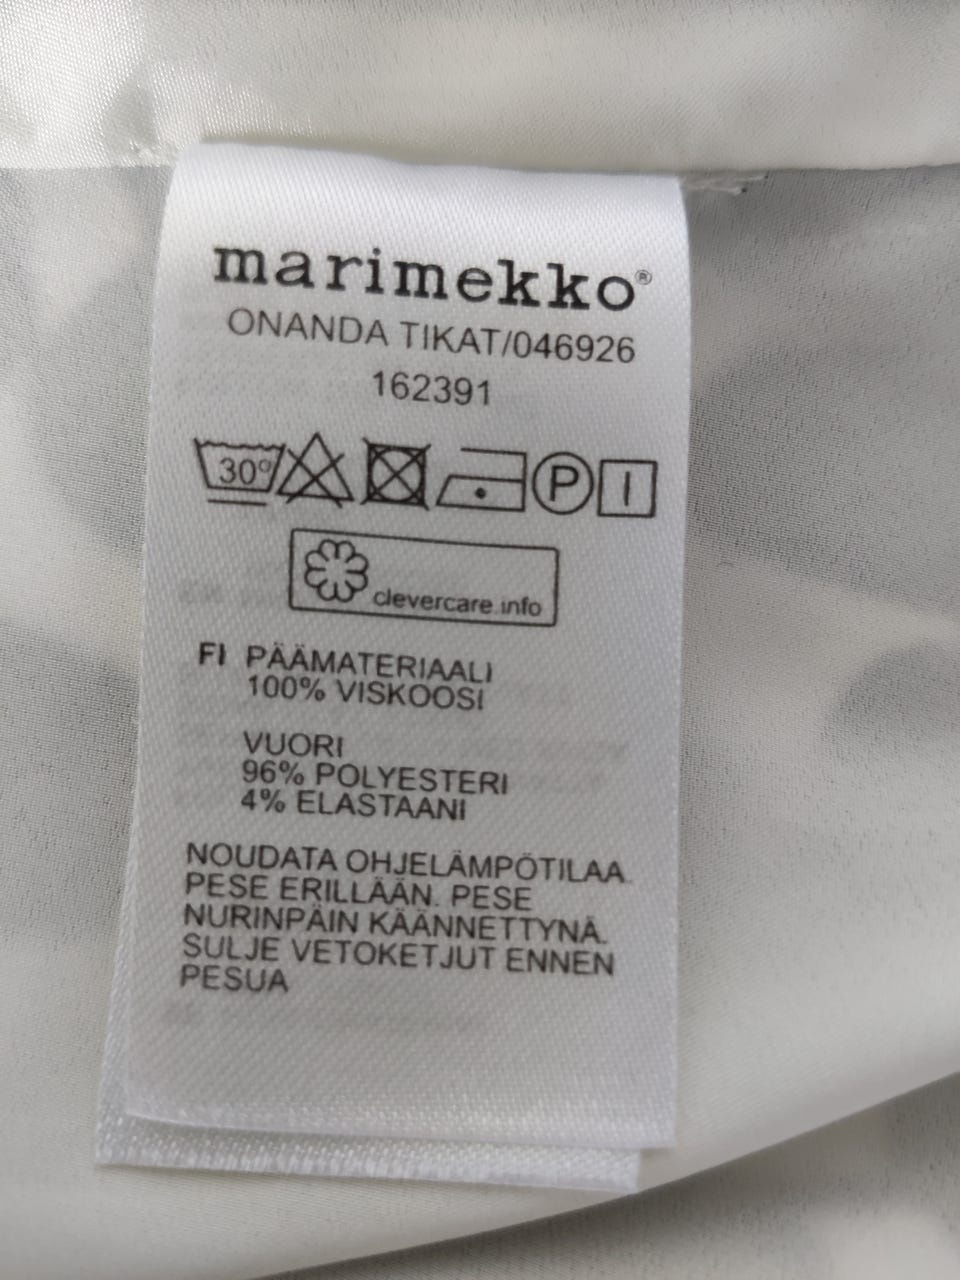 marimekko®
ONANDA TIKAT/046926
162391
30°
P
clevercare.info
FI PÄÄMATERIAALI
100% VISKOOSI
VUORI
96% POLYESTERI
4% ELASTAANI
NOUDATA OHJELÄMPÖTILAA.
PESE ERILLÄÄN. PESE
NURINPÄIN KÄÄNNETTYNÄ.
SULJE VETOKETJUT ENNEN
PESUA